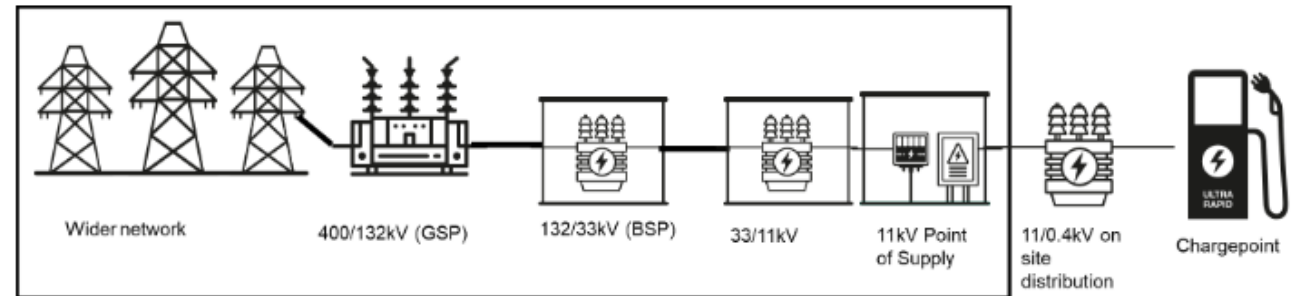 Wider network
400/132kV (GSP)
132/33kV (BSP)
33/11kV
11kV Point
of Supply
11/0.4kV on
site
distribution
ULTRA
RAPID
Chargepoint